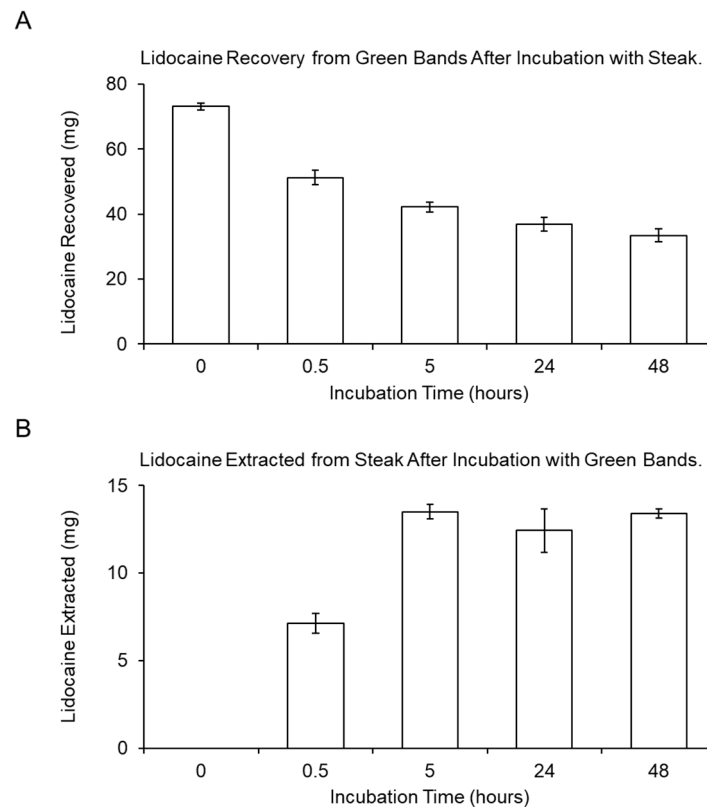 A
Lidocaine Recovery from Green Bands After Incubation with Steak.
80
60
40
20
0
Lidocaine Recovered (mg)
0 0.5 5 24 48
Incubation Time (hours)
B
Lidocaine Extracted from Steak After Incubation with Green Bands.
15
10
5
0
Lidocaine Extracted (mg)
0 0.5 5 24 48
Incubation Time (hours)